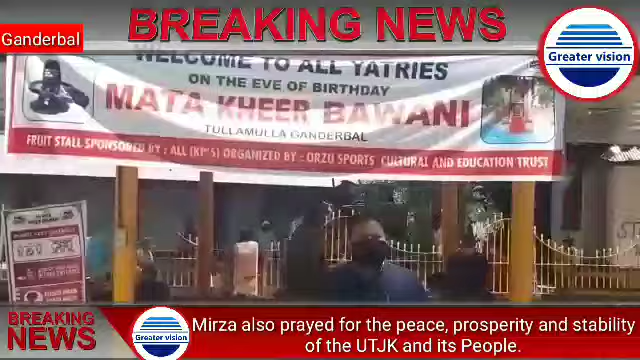 BREAKING NEWS
Ganderbal
Greater vision
WELCOME TO ALL YATRIES
ON THE EVE OF BIRTHDAY
MATA KHEER BAWANI
TULLAMULLA GANDERBAL
FRUIT STALL SPONSORED BY : ALL (KP'S) ORGANIZED BY : ORZU SPORTS CULTURAL AND EDUCATION TRUST
BREAKING
NEWS
Greater vision
Mirza also prayed for the peace, prosperity and stability
of the UTJK and its People.